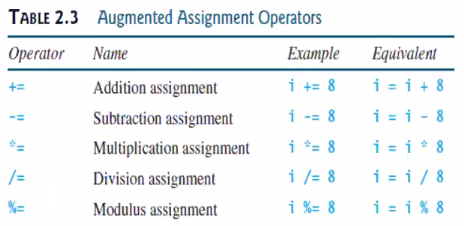 TABLE 2.3 Augmented Assignment Operators
Operator Name Example Equivalent
+= Addition assignment i += 8 i = i + 8
-= Subtraction assignment i -= 8 i = i - 8
*= Multiplication assignment i *= 8 i = i * 8
/= Division assignment i /= 8 i = i / 8
%= Modulus assignment i %= 8 i = i % 8